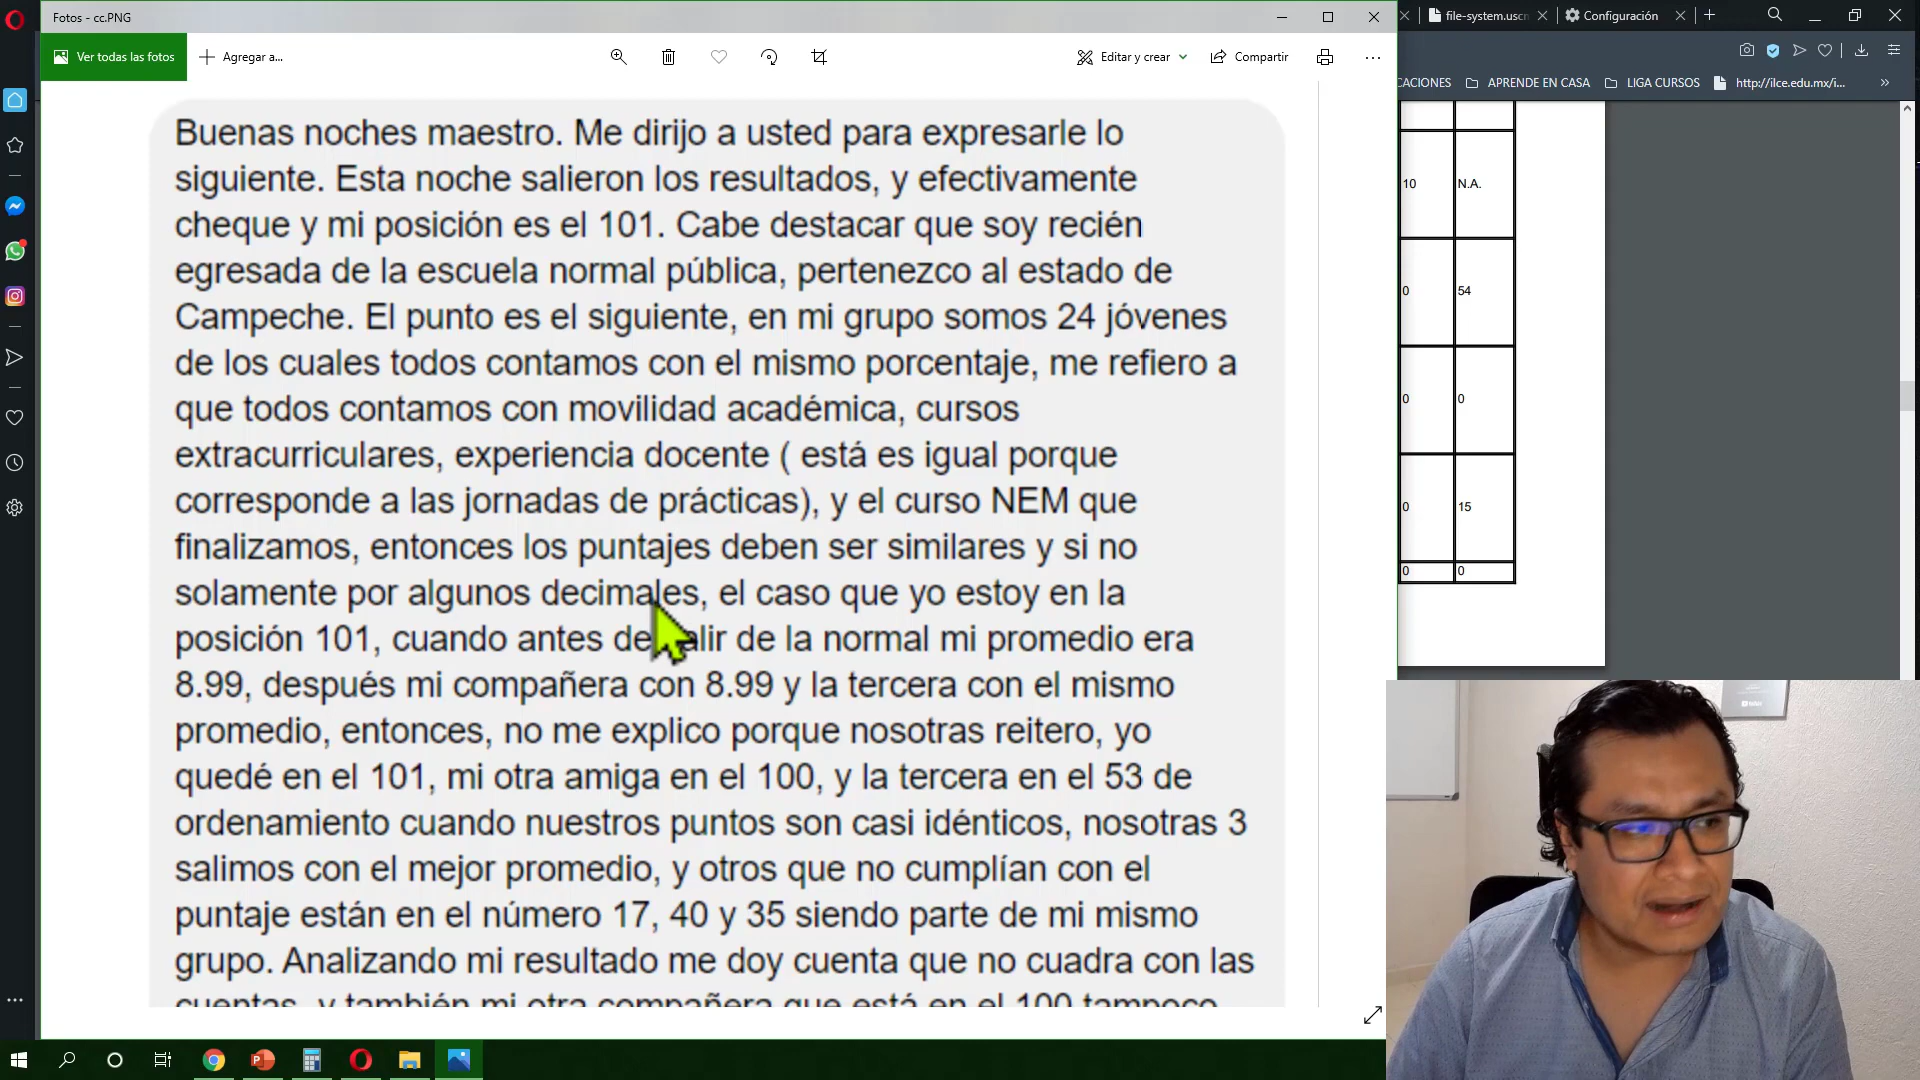 Fotos - cc.PNG
file-system.uscn
Configuración
Ver todas las fotos
Agregar a...
Editar y crear
Compartir
CACIONES
APRENDE EN CASA
LIGA CURSOS
http://ilce.edu.mx/i...
Buenas noches maestro. Me dirijo a usted para expresarle lo
siguiente. Esta noche salieron los resultados, y efectivamente
cheque y mi posición es el 101. Cabe destacar que soy recién
egresada de la escuela normal pública, pertenezco al estado de
Campeche. El punto es el siguiente, en mi grupo somos 24 jóvenes
de los cuales todos contamos con el mismo porcentaje, me refiero a
que todos contamos con movilidad académica, cursos
extracurriculares, experiencia docente ( está es igual porque
corresponde a las jornadas de prácticas), y el curso NEM que
finalizamos, entonces los puntajes deben ser similares y si no
solamente por algunos decimales, el caso que yo estoy en la
posición 101, cuando antes de alir de la normal mi promedio era
8.99, después mi compañera con 8.99 y la tercera con el mismo
promedio, entonces, no me explico porque nosotras reitero, yo
quedé en el 101, mi otra amiga en el 100, y la tercera en el 53 de
ordenamiento cuando nuestros puntos son casi idénticos, nosotras 3
salimos con el mejor promedio, y otros que no cumplían con el
puntaje están en el número 17, 40 y 35 siendo parte de mi mismo
grupo. Analizando mi resultado me doy cuenta que no cuadra con las
cuentas, y también mi otra compañera que está en el 100 tampoco
10 N.A.
0 54
0 0
0 15
0 0